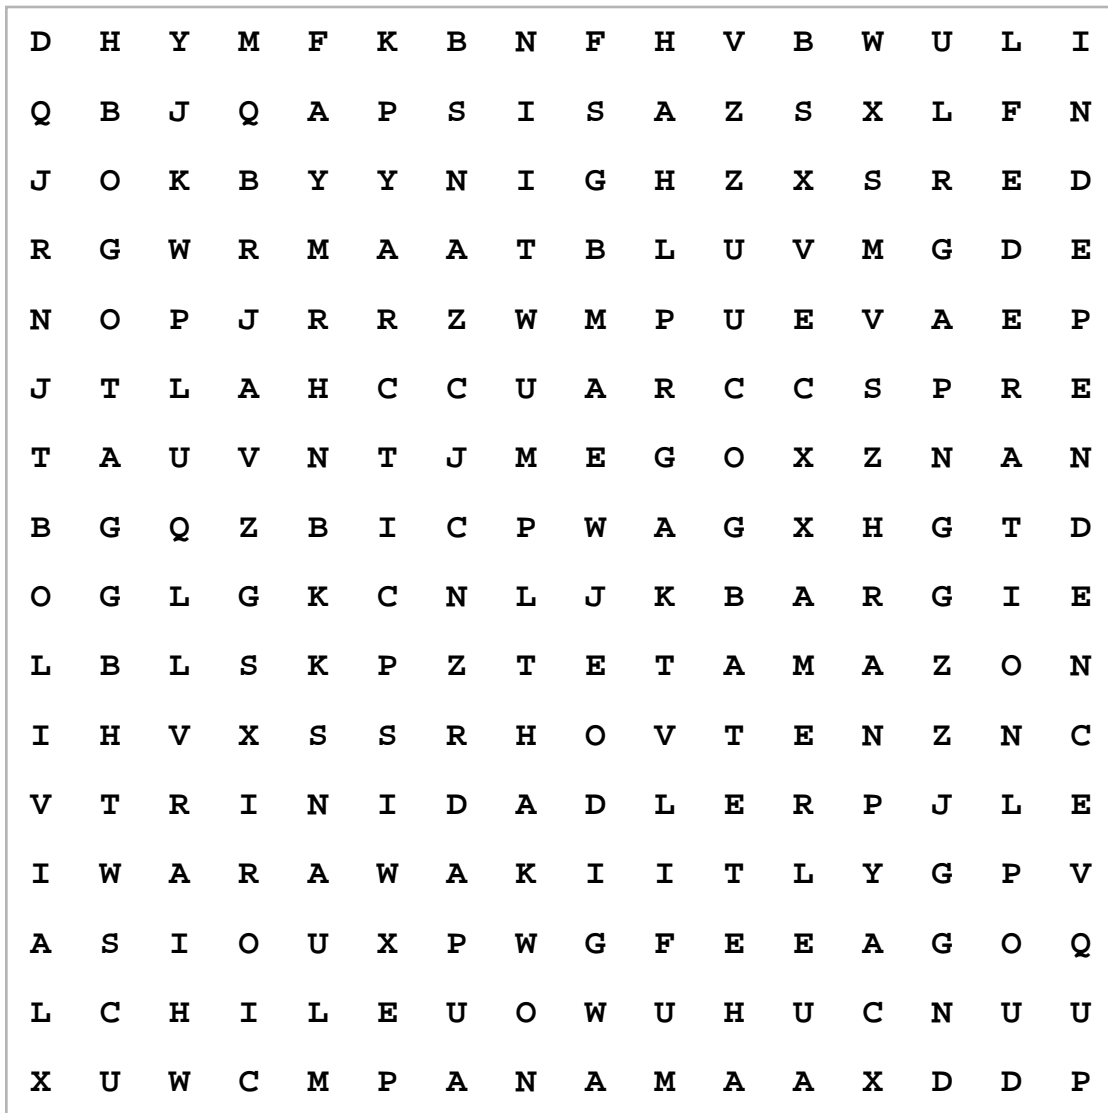 D H Y M F K B N F H V B W U L I
Q B J Q A P S I S A Z S X L F N
J O K B Y Y N I G H Z X S R E D
R G W R M A A T B L U V M G D E
N O P J R R Z W M P U E V A E P
J T L A H C C U A R C C S P R E
T A U V N T J M E G O X Z N A N
B G Q Z B I C P W A G X H G T D
O G L G K C N L J K B A R G I E
L B L S K P Z T E T A M A Z O N
I H V X S S R H O V T E N Z N C
V T R I N I D A D L E R P J L E
I W A R A W A K I I T L Y G P V
A S I O U X P W G F E E A G O Q
L C H I L E U O W U H U C N U U
X U W C M P A N A M A A X D D P